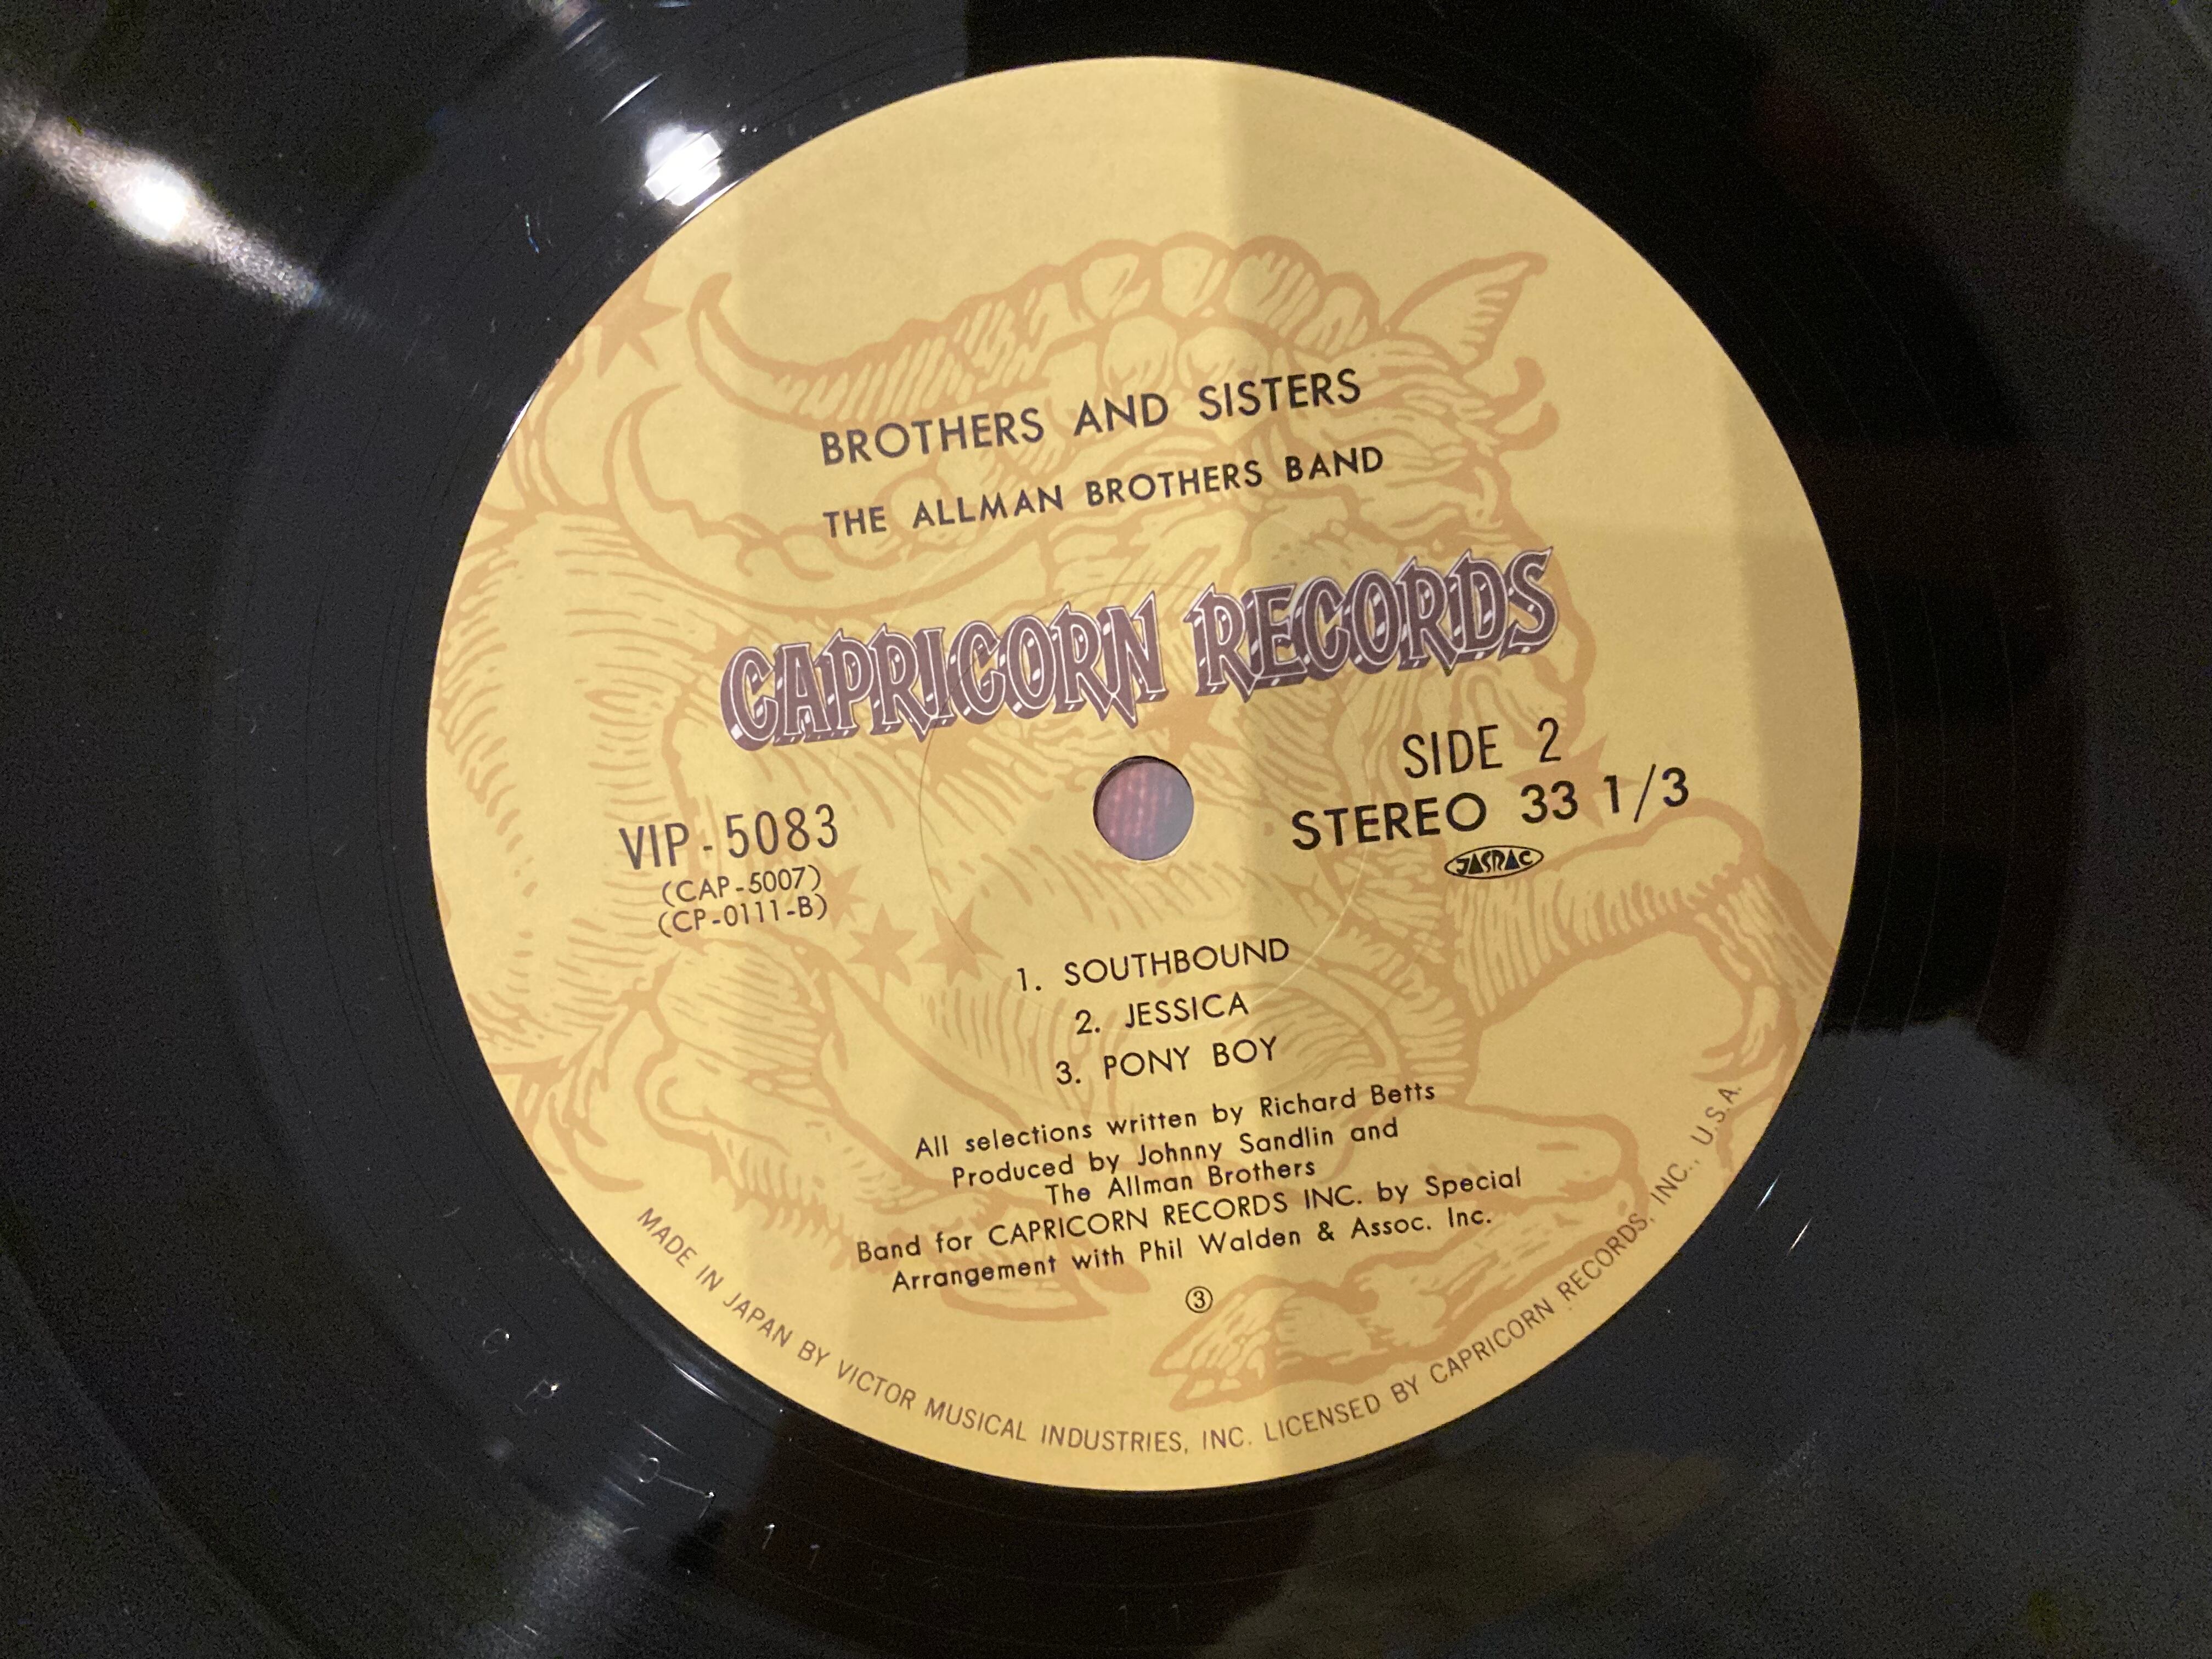 BROTHERS AND SISTERS
THE ALLMAN BROTHERS BAND
CAPRICORN RECORDS
SIDE 2
STEREO 33 1/3
JASRAC
VIP-5083
(CAP-5007)
(CP-0111-B)
1. SOUTHBOUND
2. JESSICA
3. PONY BOY
All selections written by Richard Betts
Produced by Johnny Sandlin and
The Allman Brothers
Band for CAPRICORN RECORDS INC. by Special
Arrangement with Phil Walden & Assoc. Inc.
③
MADE IN JAPAN BY VICTOR MUSICAL INDUSTRIES, INC. LICENSED BY CAPRICORN RECORDS, INC., U.S.A.